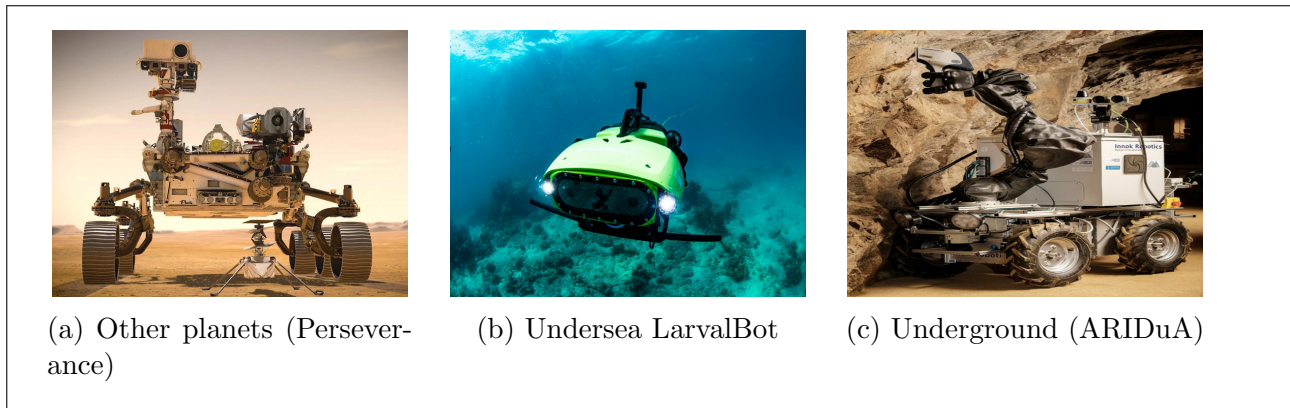 Innok Robotics
(a) Other planets (Persever-
ance)
(b) Undersea LarvalBot
(c) Underground (ARIDuA)